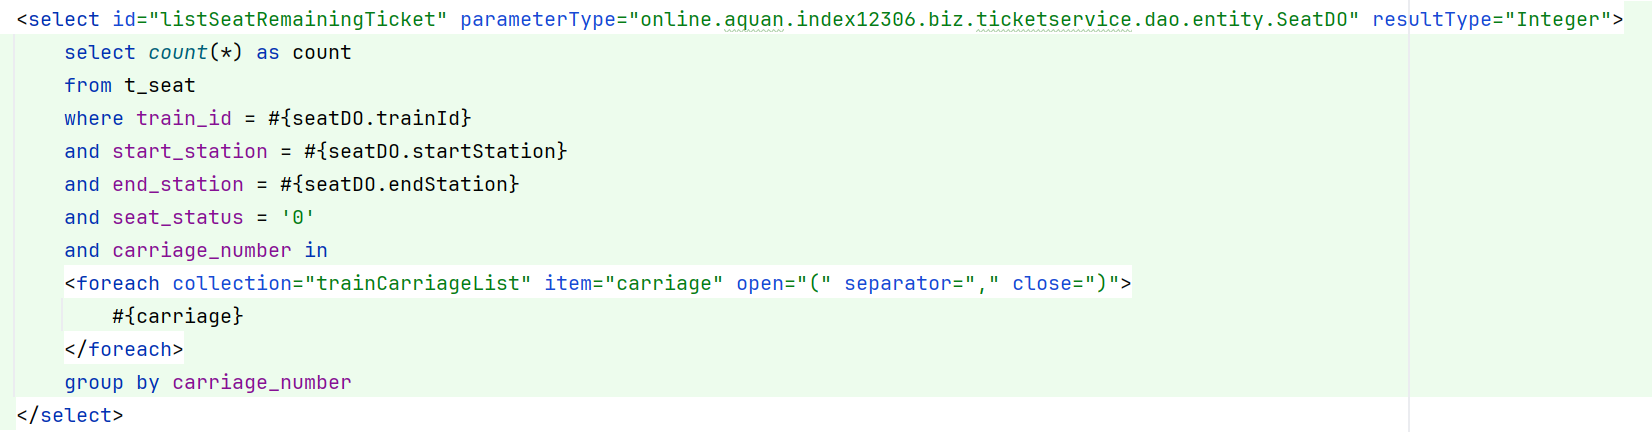 <select id="listSeatRemainingTicket" parameterType="online.aquan.index12306.biz.ticketservice.dao.entity.SeatDO" resultType="Integer">
select count(*) as count
from t_seat
where train_id = #{seatDO.trainId}
and start_station = #{seatDO.startStation}
and end_station = #{seatDO.endStation}
and seat_status = '0'
and carriage_number in
<foreach collection="trainCarriageList" item="carriage" open="(" separator="," close=")">
#{carriage}
</foreach>
group by carriage_number
</select>